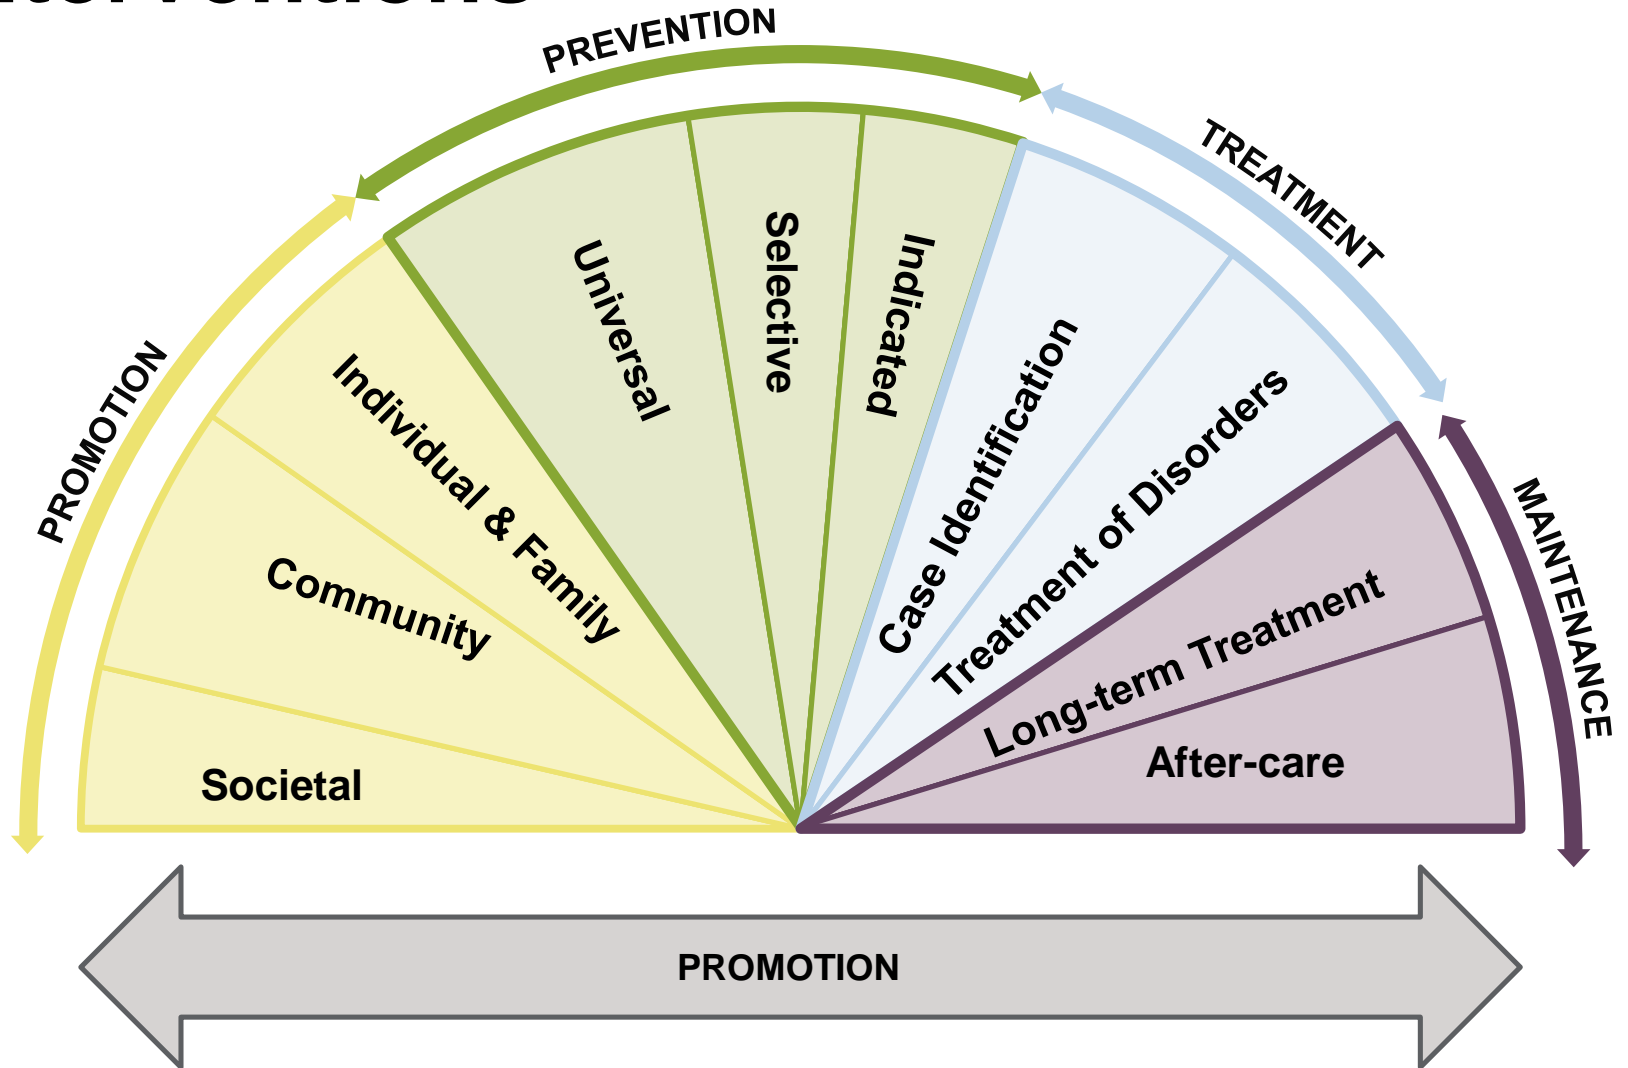 PREVENTION
TREATMENT
PROMOTION
MAINTENANCE
Societal
Community
Individual & Family
Universal
Selective
Indicated
Case Identification
Treatment of Disorders
Long-term Treatment
After-care
PROMOTION